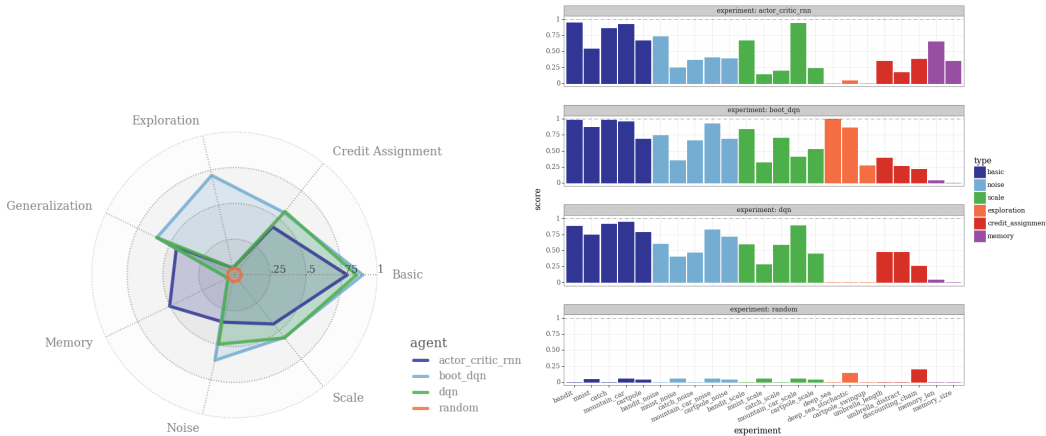 Exploration
Credit Assignment
Generalization
.25
.5
.75
1
Basic
Memory
Scale
Noise
agent
actor_critic_rnn
boot_dqn
dqn
random
experiment: actor_critic_rnn
1
0.75
0.50
0.25
0
experiment: boot_dqn
1
0.75
0.50
0.25
0
experiment: dqn
1
0.75
0.50
0.25
0
experiment: random
1
0.75
0.50
0.25
0
score
bandit
mnist
catch
mountain_car
cartpole
bandit_noise
mnist_noise
catch_noise
mountain_car_noise
cartpole_noise
bandit_scale
mnist_scale
catch_scale
mountain_car_scale
cartpole_scale
deep_sea
deep_sea_stochastic
cartpole_swingup
umbrella_length
umbrella_distract
discounting_chain
memory_len
memory_size
experiment
type
basic
noise
scale
exploration
credit_assignment
memory